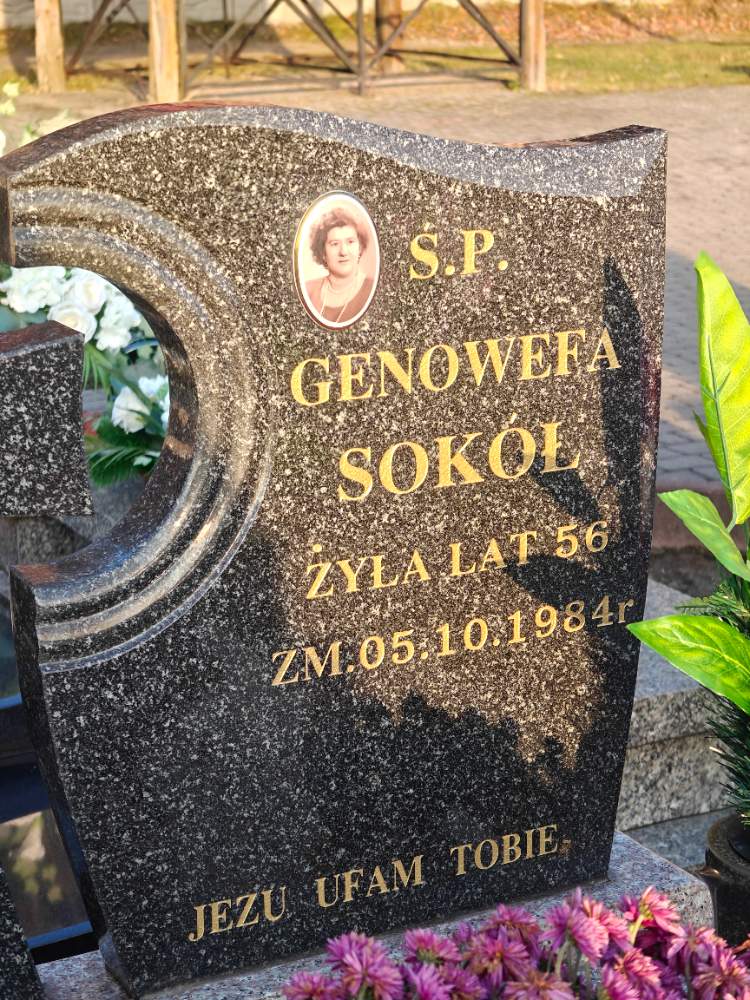 Ś.P.
GENOWEFA
SOKÓŁ
ŻYŁA LAT 56
ZM.05.10.1984r
JEZU UFAM TOBIE.